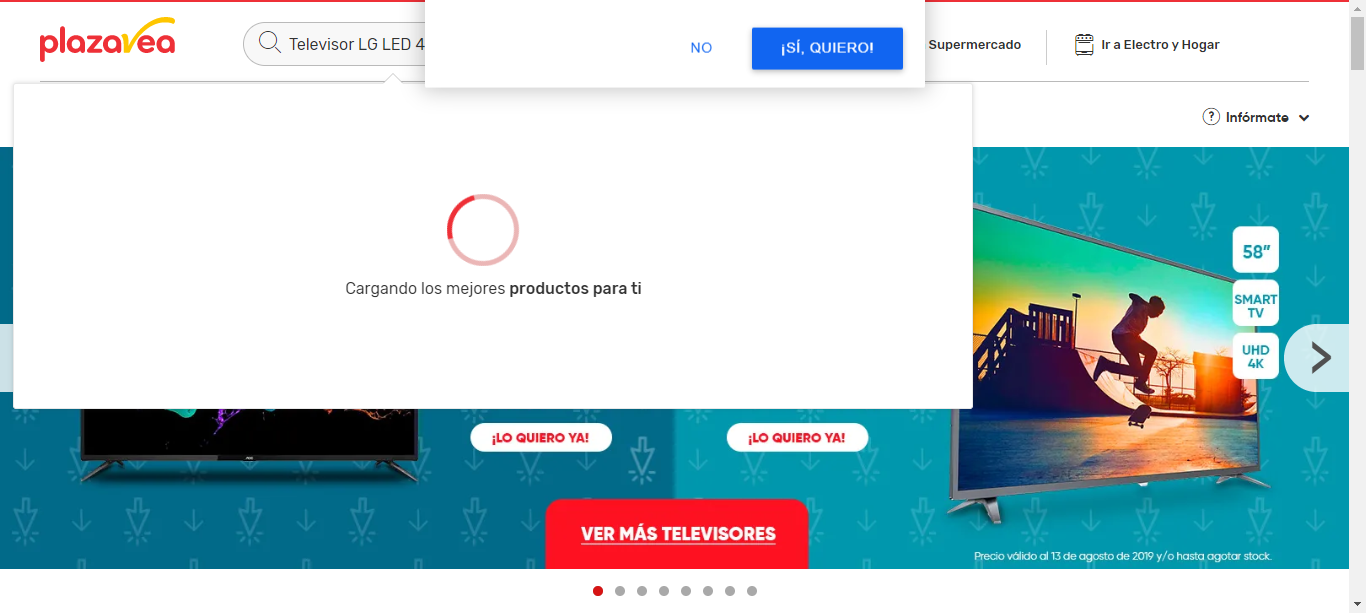 plazavea
Televisor LG LED 4
NO
¡SÍ, QUIERO!
Supermercado
Ir a Electro y Hogar
? Infórmate
Cargando los mejores productos para ti
58”
SMART
TV
UHD
4K
¡LO QUIERO YA!
¡LO QUIERO YA!
VER MÁS TELEVISORES
Precio válido al 13 de agosto de 2019 y/o hasta agotar stock.